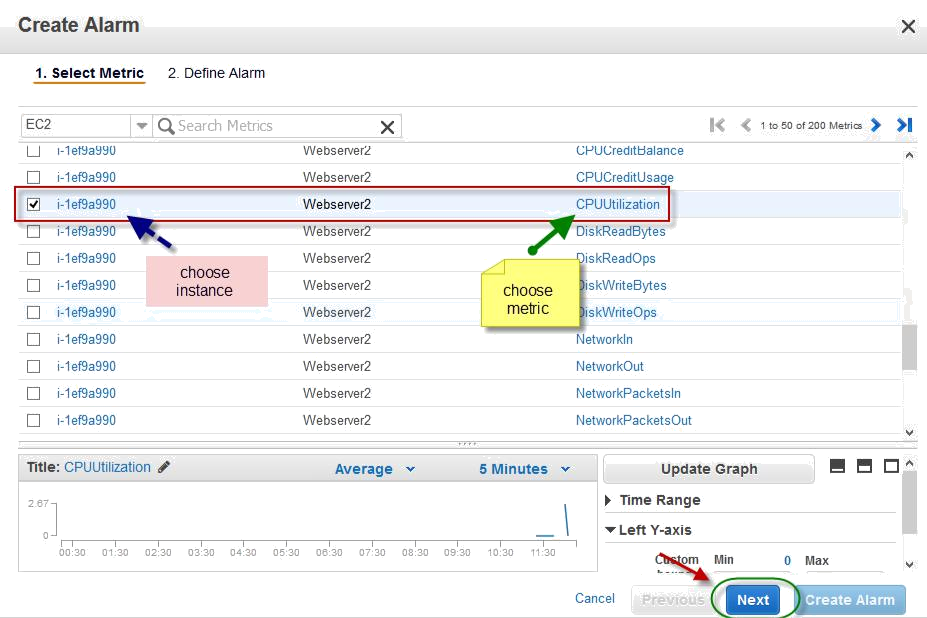 Create Alarm
1. Select Metric 2. Define Alarm
EC2 Search Metrics 1 to 50 of 200 Metrics
i-1ef9a990 Webserver2 CPUCreditBalance
i-1ef9a990 Webserver2 CPUCreditUsage
i-1ef9a990 Webserver2 CPUUtilization
i-1ef9a990 Webserver2 DiskReadBytes
i-1ef9a990 Webserver2 DiskReadOps
i-1ef9a990 Webserver2 DiskWriteBytes
i-1ef9a990 Webserver2 DiskWriteOps
i-1ef9a990 Webserver2 NetworkIn
i-1ef9a990 Webserver2 NetworkOut
i-1ef9a990 Webserver2 NetworkPacketsIn
i-1ef9a990 Webserver2 NetworkPacketsOut
choose
instance
choose
metric
Title: CPUUtilization Average 5 Minutes
2.67
0
00:30 01:30 02:30 03:30 04:30 05:30 06:30 07:30 08:30 09:30 10:30 11:30
Update Graph
Time Range
Left Y-axis
Custom Min 0 Max
Cancel Previous Next Create Alarm